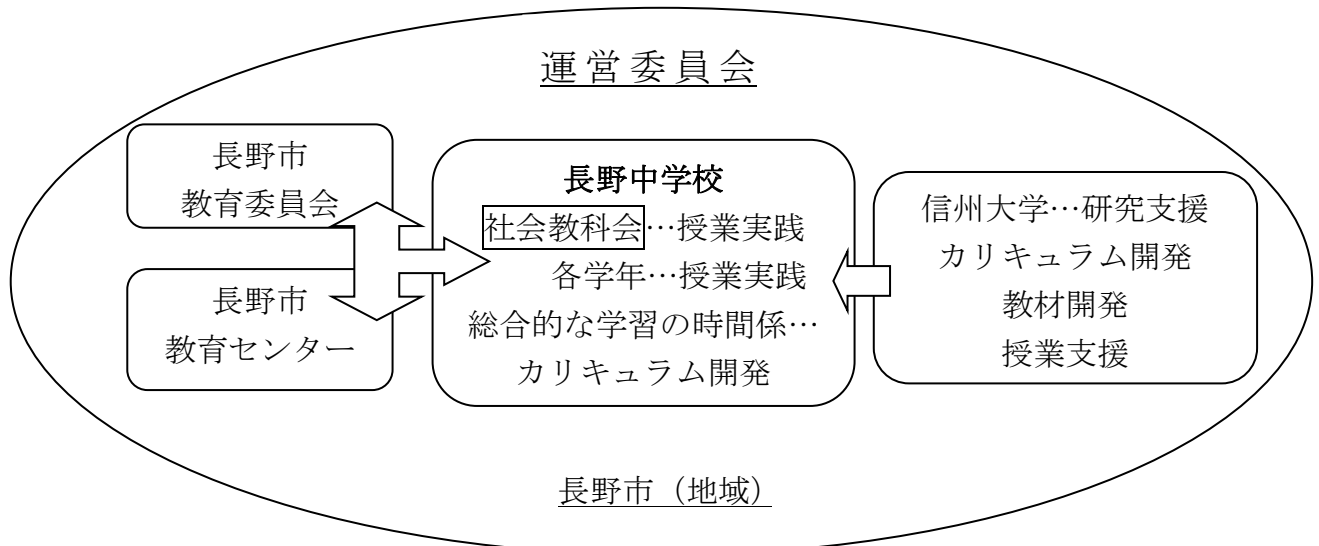 運営委員会
長野市
教育委員会
長野市
教育センター
長野中学校
社会教科会…授業実践
各学年…授業実践
総合的な学習の時間係…
カリキュラム開発
信州大学…研究支援
カリキュラム開発
教材開発
授業支援
長野市（地域）